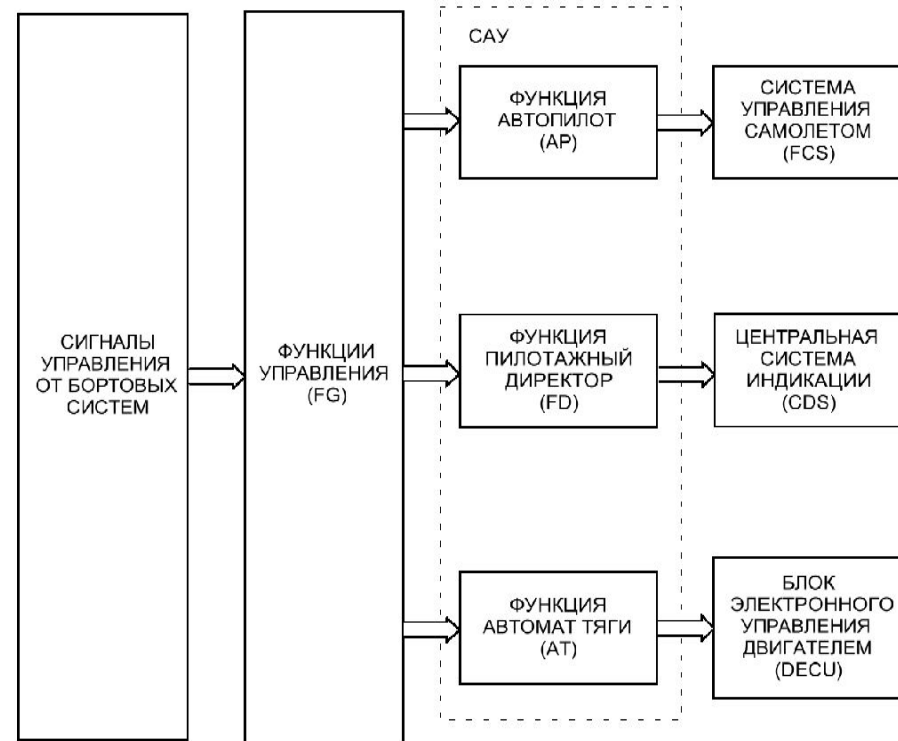 СИГНАЛЫ
УПРАВЛЕНИЯ
ОТ БОРТОВЫХ
СИСТЕМ
ФУНКЦИИ
УПРАВЛЕНИЯ
(FG)
САУ
ФУНКЦИЯ
АВТОПИЛОТ
(AP)
СИСТЕМА
УПРАВЛЕНИЯ
САМОЛЕТОМ
(FCS)
ФУНКЦИЯ
ПИЛОТАЖНЫЙ
ДИРЕКТОР
(FD)
ЦЕНТРАЛЬНАЯ
СИСТЕМА
ИНДИКАЦИИ
(CDS)
ФУНКЦИЯ
АВТОМАТ ТЯГИ
(AT)
БЛОК
ЭЛЕКТРОННОГО
УПРАВЛЕНИЯ
ДВИГАТЕЛЕМ
(DECU)